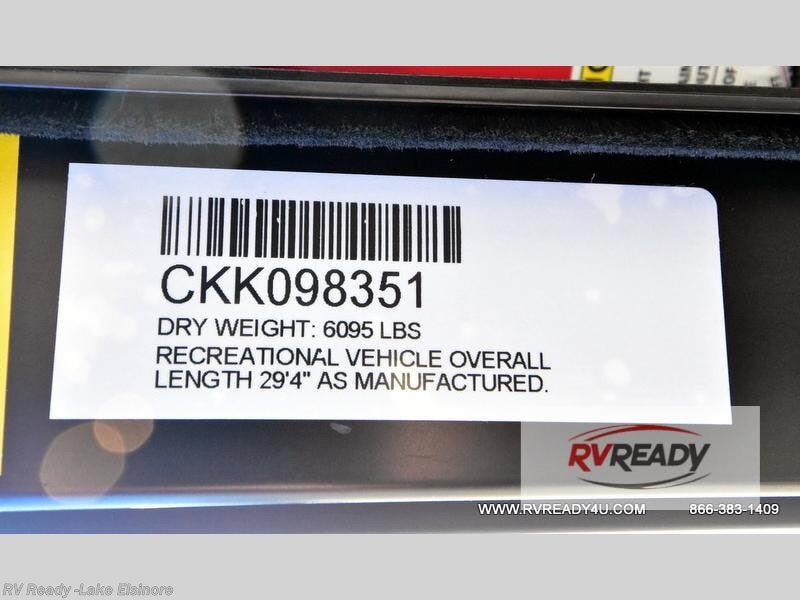 CKK098351
DRY WEIGHT: 6095 LBS
RECREATIONAL VEHICLE OVERALL
LENGTH 29'4" AS MANUFACTURED.
RVREADY
WWW.RVREADY4U.COM 866-383-1409
RV Ready -Lake Elsinore